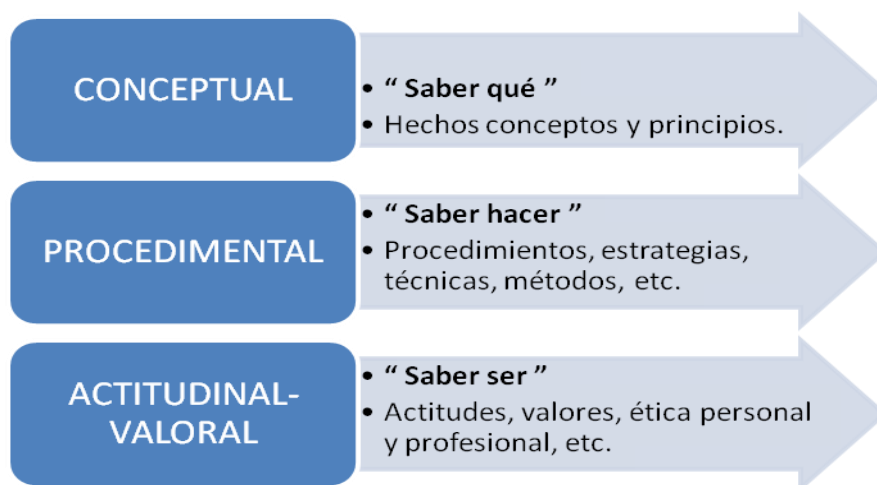 CONCEPTUAL
• “ Saber qué ”
• Hechos conceptos y principios.
PROCEDIMENTAL
• “ Saber hacer ”
• Procedimientos, estrategias,
técnicas, métodos, etc.
ACTITUDINAL-
VALORAL
• “ Saber ser ”
• Actitudes, valores, ética personal
y profesional, etc.